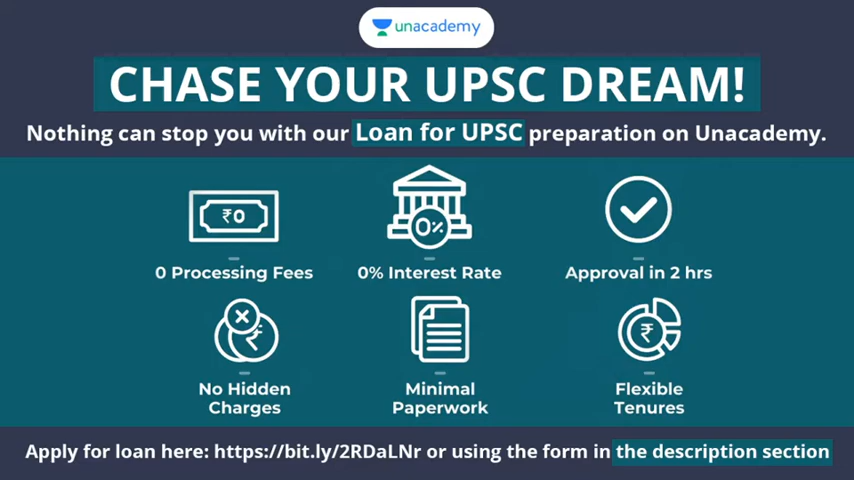 unacademy
CHASE YOUR UPSC DREAM!
Nothing can stop you with our Loan for UPSC preparation on Unacademy.
₹0
0%
0 Processing Fees
0% Interest Rate
Approval in 2 hrs
₹
₹
No Hidden
Charges
Minimal
Paperwork
Flexible
Tenures
Apply for loan here: https://bit.ly/2RDaLNr or using the form in the description section